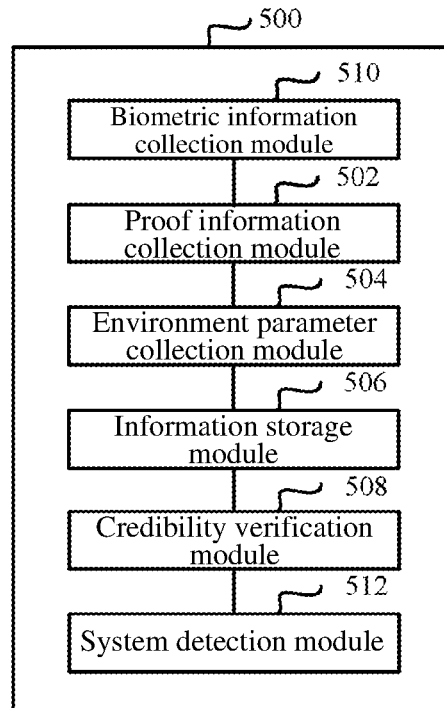 500
510
Biometric information
collection module
502
Proof information
collection module
504
Environment parameter
collection module
506
Information storage
module
508
Credibility verification
module
512
System detection module